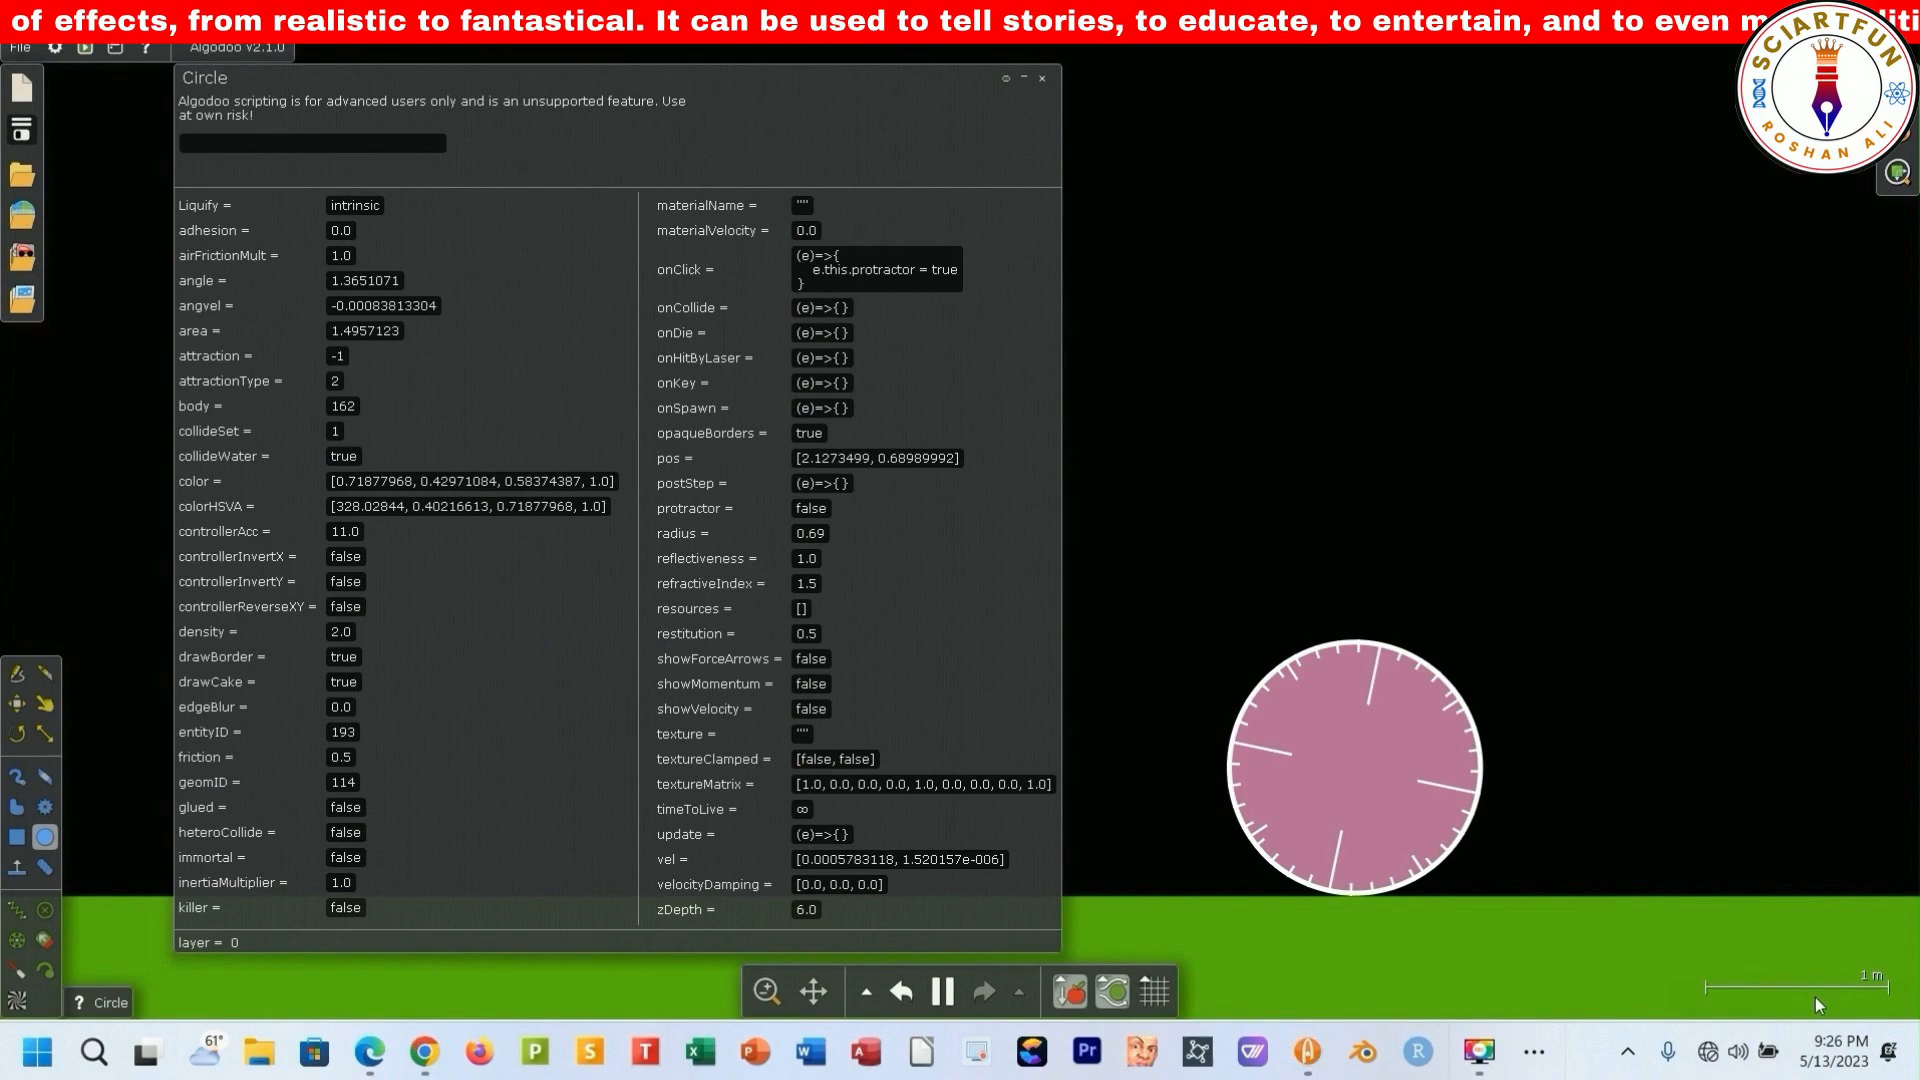 of effects, from realistic to fantastical. It can be used to tell stories, to educate, to entertain, and to even m
SCIARTFUN
ROSHAN ALI
File
?
Algodoo v2.1.0
Circle
Algodoo scripting is for advanced users only and is an unsupported feature. Use
at own risk!
Liquify = intrinsic
adhesion = 0.0
airFrictionMult = 1.0
angle = 1.3651071
angvel = -0.00083813304
area = 1.4957123
attraction = -1
attractionType = 2
body = 162
collideSet = 1
collideWater = true
color = [0.71877968, 0.42971084, 0.58374387, 1.0]
colorHSVA = [328.02844, 0.40216613, 0.71877968, 1.0]
controllerAcc = 11.0
controllerInvertX = false
controllerInvertY = false
controllerReverseXY = false
density = 2.0
drawBorder = true
drawCake = true
edgeBlur = 0.0
entityID = 193
friction = 0.5
geomID = 114
glued = false
heteroCollide = false
immortal = false
inertiaMultiplier = 1.0
killer = false
materialName = ""
materialVelocity = 0.0
onClick = (e)=>{
e.this.protractor = true
}
onCollide = (e)=>{}
onDie = (e)=>{}
onHitByLaser = (e)=>{}
onKey = (e)=>{}
onSpawn = (e)=>{}
opaqueBorders = true
pos = [2.1273499, 0.68989992]
postStep = (e)=>{}
protractor = false
radius = 0.69
reflectiveness = 1.0
refractiveIndex = 1.5
resources = []
restitution = 0.5
showForceArrows = false
showMomentum = false
showVelocity = false
texture = ""
textureClamped = [false, false]
textureMatrix = [1.0, 0.0, 0.0, 0.0, 1.0, 0.0, 0.0, 0.0, 1.0]
timeToLive = ∞
update = (e)=>{}
vel = [0.0005783118, 1.520157e-006]
velocityDamping = [0.0, 0.0, 0.0]
zDepth = 6.0
layer = 0
? Circle
1 m
61°
9:26 PM
5/13/2023